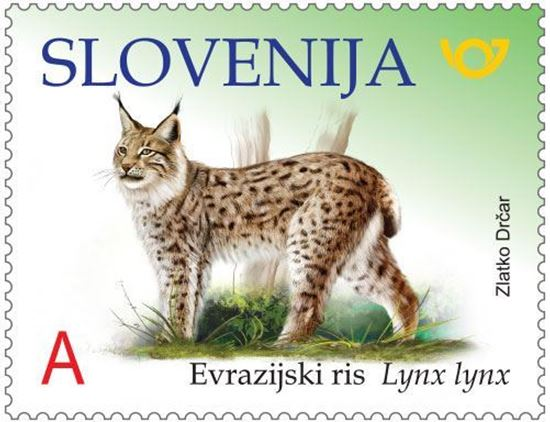 SLOVENIJA
Zlatko Drčar
A
Evrazijski ris Lynx lynx